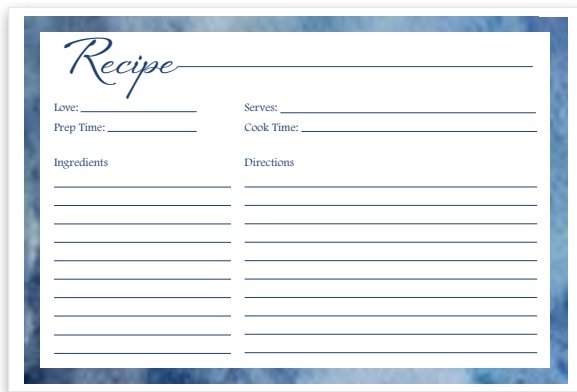 Recipe
Love: Serves:
Prep Time: Cook Time:
Ingredients Directions